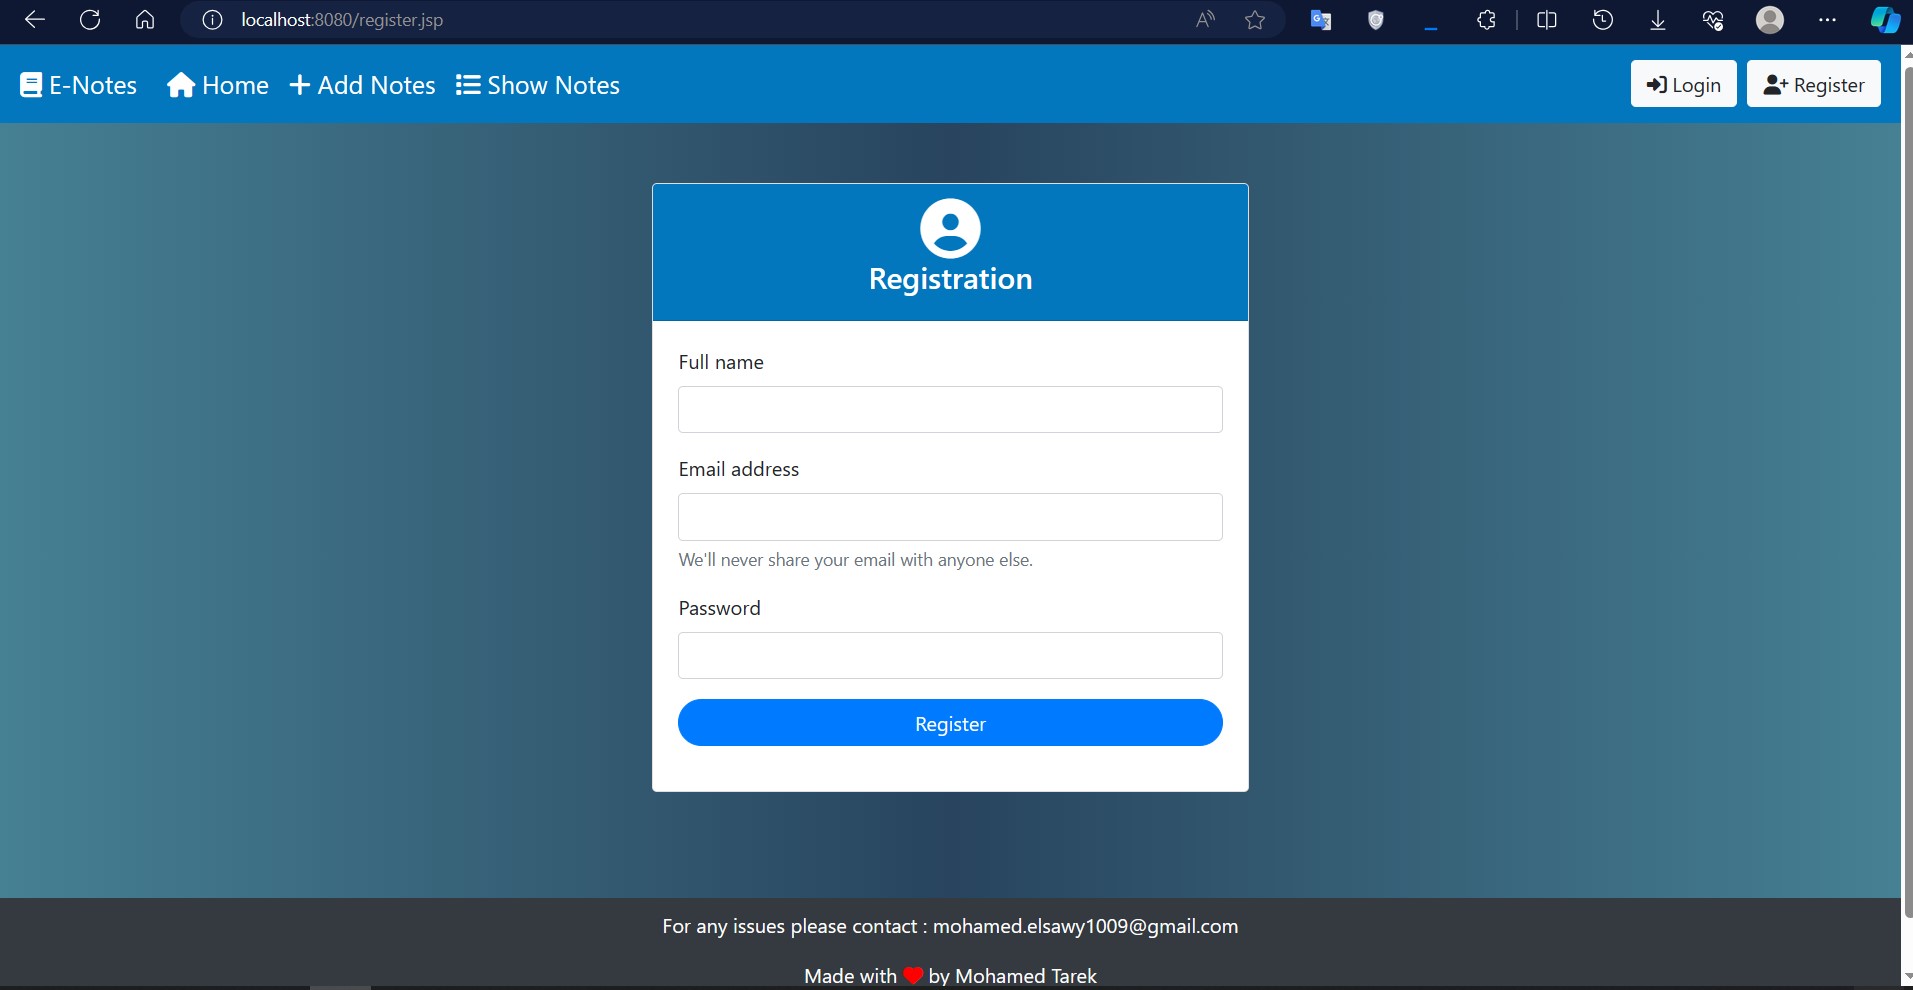 localhost:8080/register.jsp
E-Notes Home Add Notes Show Notes Login Register
Registration
Full name
Email address
We'll never share your email with anyone else.
Password
Register
For any issues please contact : mohamed.elsawy1009@gmail.com
Made with ❤ by Mohamed Tarek